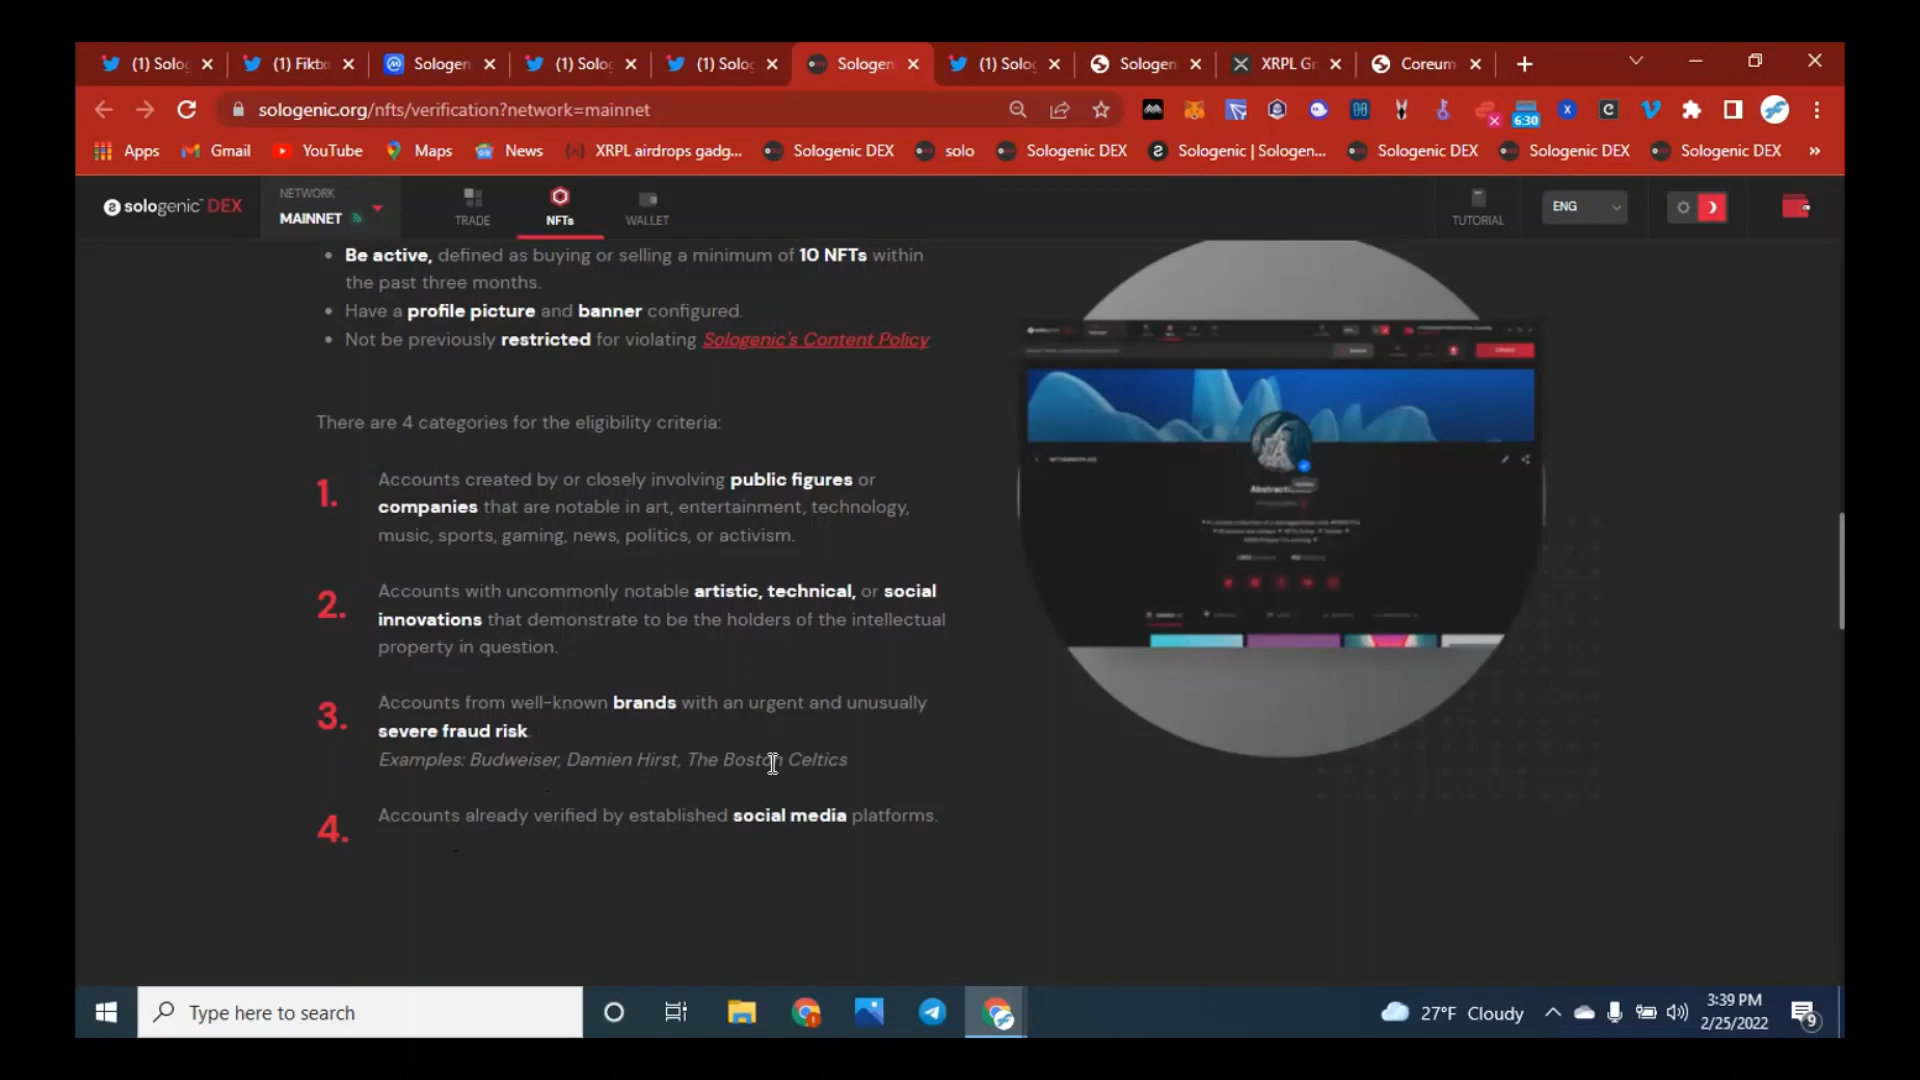 (1) Solog
(1) Fiktx
Sologen
(1) Solog
(1) Solog
Sologen
(1) Solog
Sologen
XRPL Gr
Coreum
sologenic.org/nfts/verification?network=mainnet
6:30
Apps
Gmail
YouTube
Maps
News
XRPL airdrops gadg...
Sologenic DEX
solo
Sologenic DEX
Sologenic | Sologen...
Sologenic DEX
Sologenic DEX
Sologenic DEX
»
sologenic DEX
NETWORK
MAINNET
TRADE
NFTs
WALLET
TUTORIAL
ENG
Be active, defined as buying or selling a minimum of 10 NFTs within
the past three months.
Have a profile picture and banner configured.
Not be previously restricted for violating Sologenic's Content Policy
There are 4 categories for the eligibility criteria:
1.
Accounts created by or closely involving public figures or
companies that are notable in art, entertainment, technology,
music, sports, gaming, news, politics, or activism.
2.
Accounts with uncommonly notable artistic, technical, or social
innovations that demonstrate to be the holders of the intellectual
property in question.
3.
Accounts from well-known brands with an urgent and unusually
severe fraud risk
Examples: Budweiser, Damien Hirst, The Boston Celtics
4.
Accounts already verified by established social media platforms.
Type here to search
27°F Cloudy
3:39 PM
2/25/2022
9